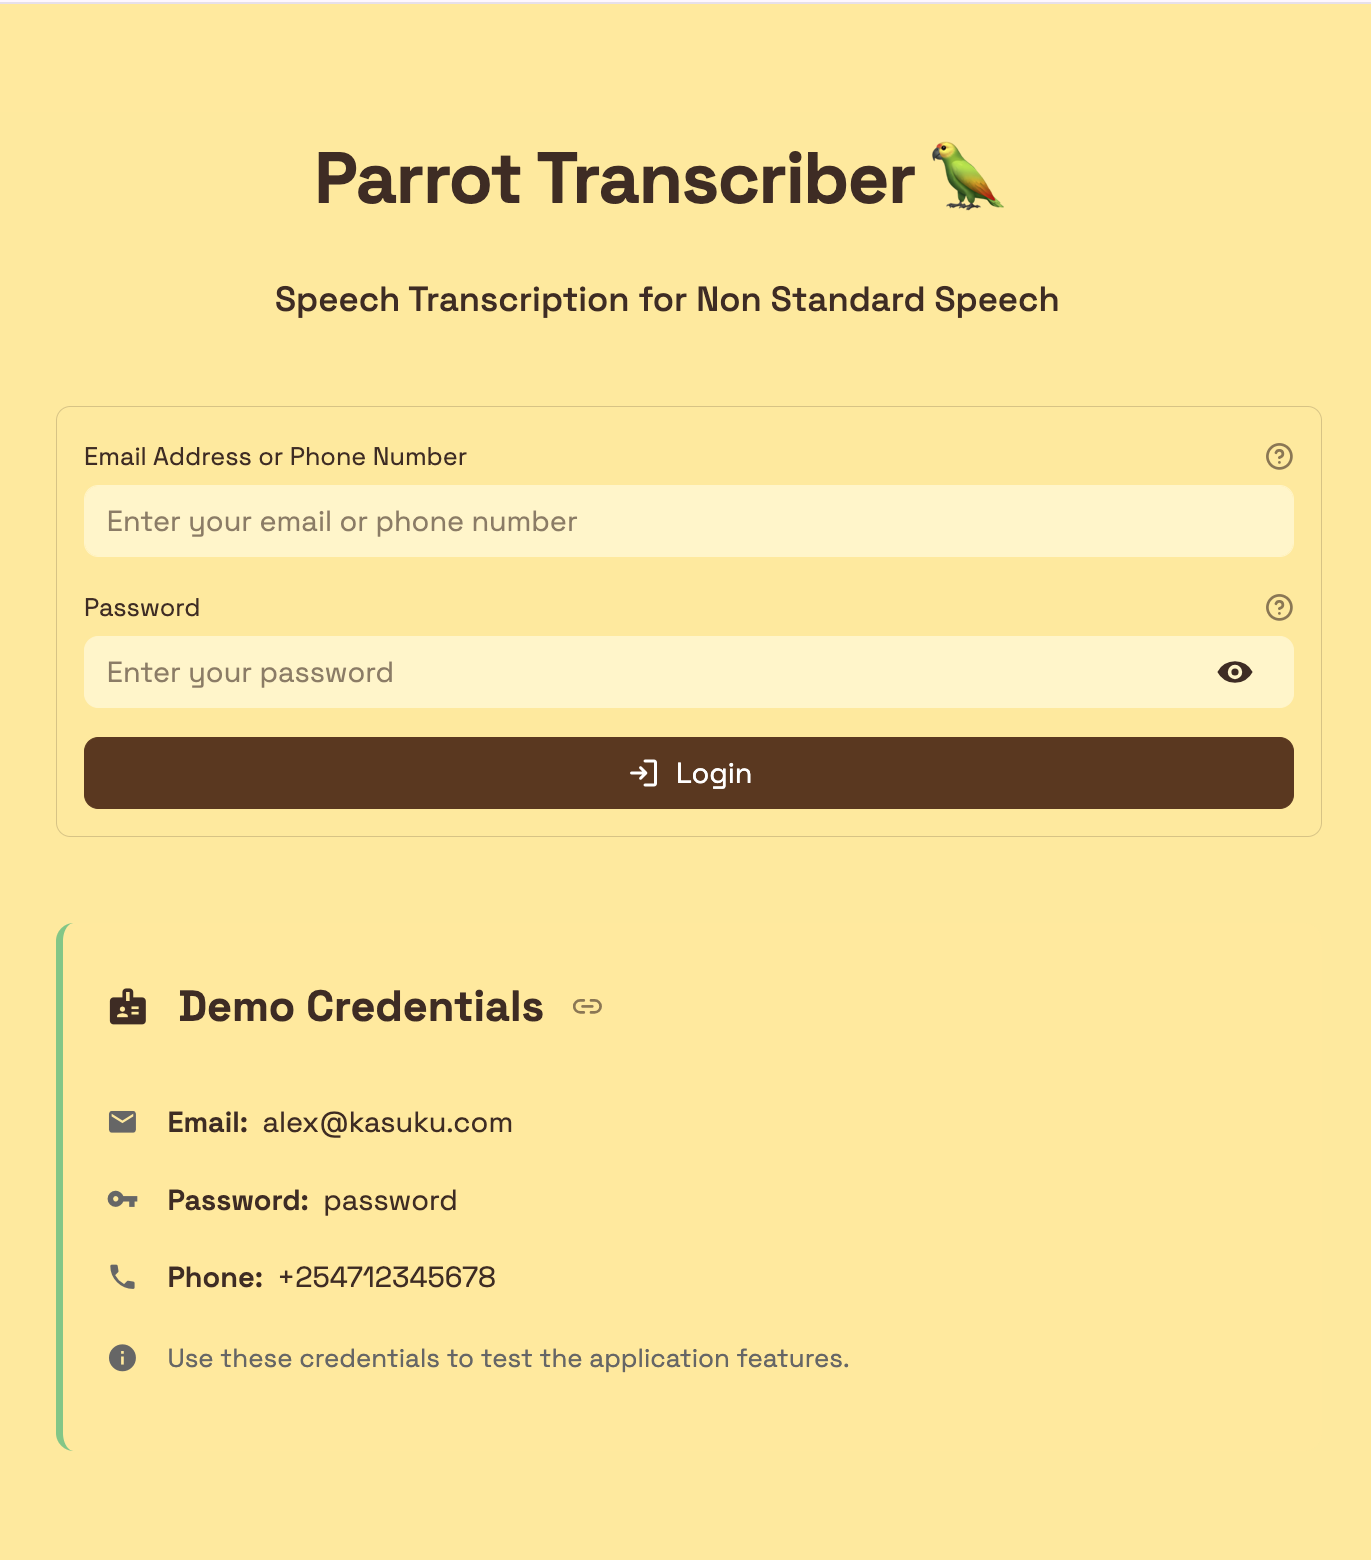 Parrot Transcriber 🦜
Speech Transcription for Non Standard Speech
Email Address or Phone Number
Enter your email or phone number
Password
Enter your password
Login
Demo Credentials
Email: alex@kasuku.com
Password: password
Phone: +254712345678
Use these credentials to test the application features.